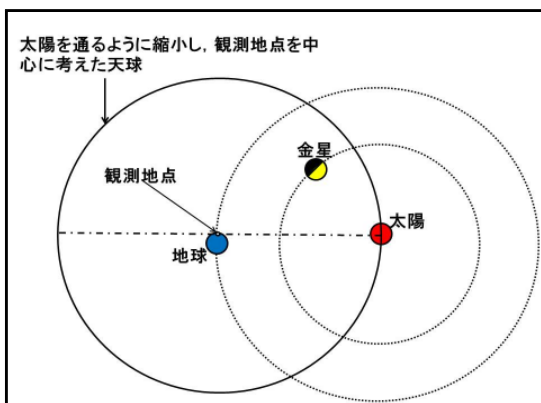 太陽を通るように縮小し，観測地点を中
心に考えた天球
金星
観測地点
太陽
地球